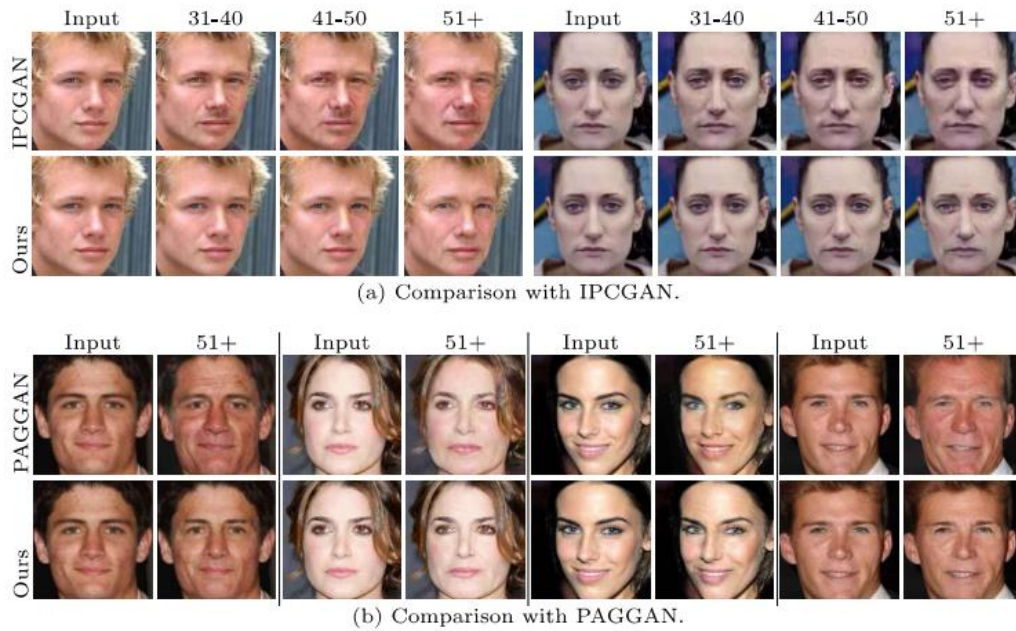 Input 31-40 41-50 51+ Input 31-40 41-50 51+
IPCGAN
Ours
(a) Comparison with IPCGAN.
Input 51+ Input 51+ Input 51+ Input 51+
PAGGAN
Ours
(b) Comparison with PAGGAN.